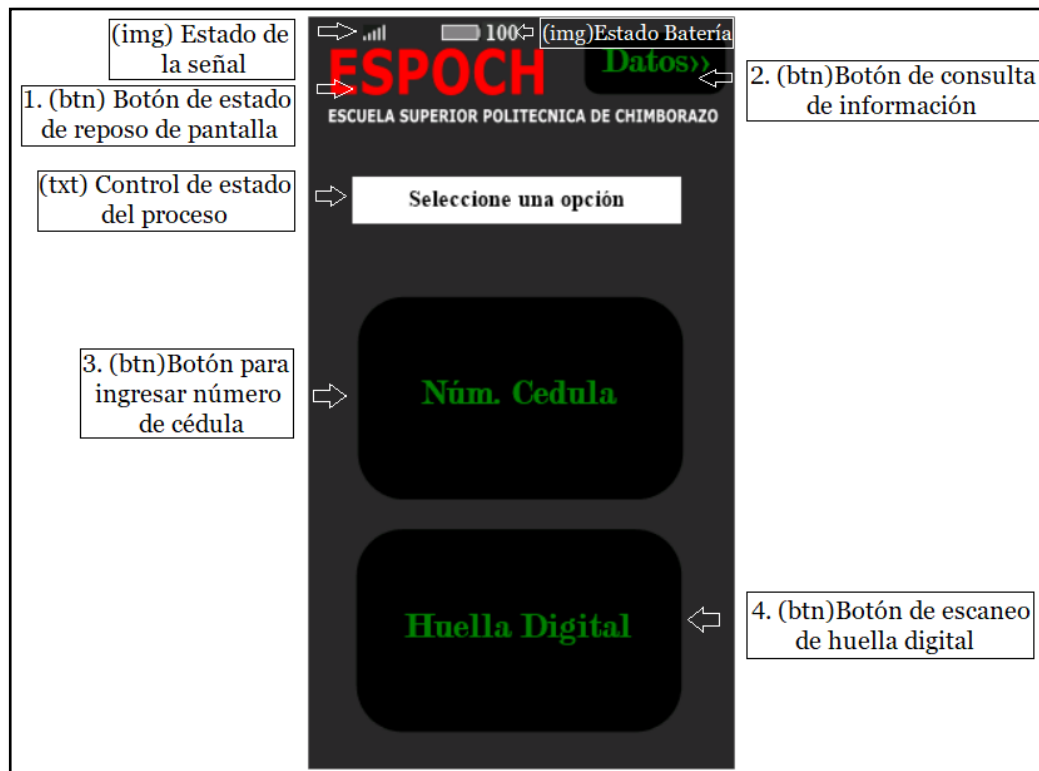 (img) Estado de
la señal
100
(img)Estado Batería
1. (btn) Botón de estado
de reposo de pantalla
ESPOCH
Datos››
2. (btn)Botón de consulta
de información
ESCUELA SUPERIOR POLITECNICA DE CHIMBORAZO
(txt) Control de estado
del proceso
Seleccione una opción
3. (btn)Botón para
ingresar número
de cédula
Núm. Cedula
Huella Digital
4. (btn)Botón de escaneo
de huella digital